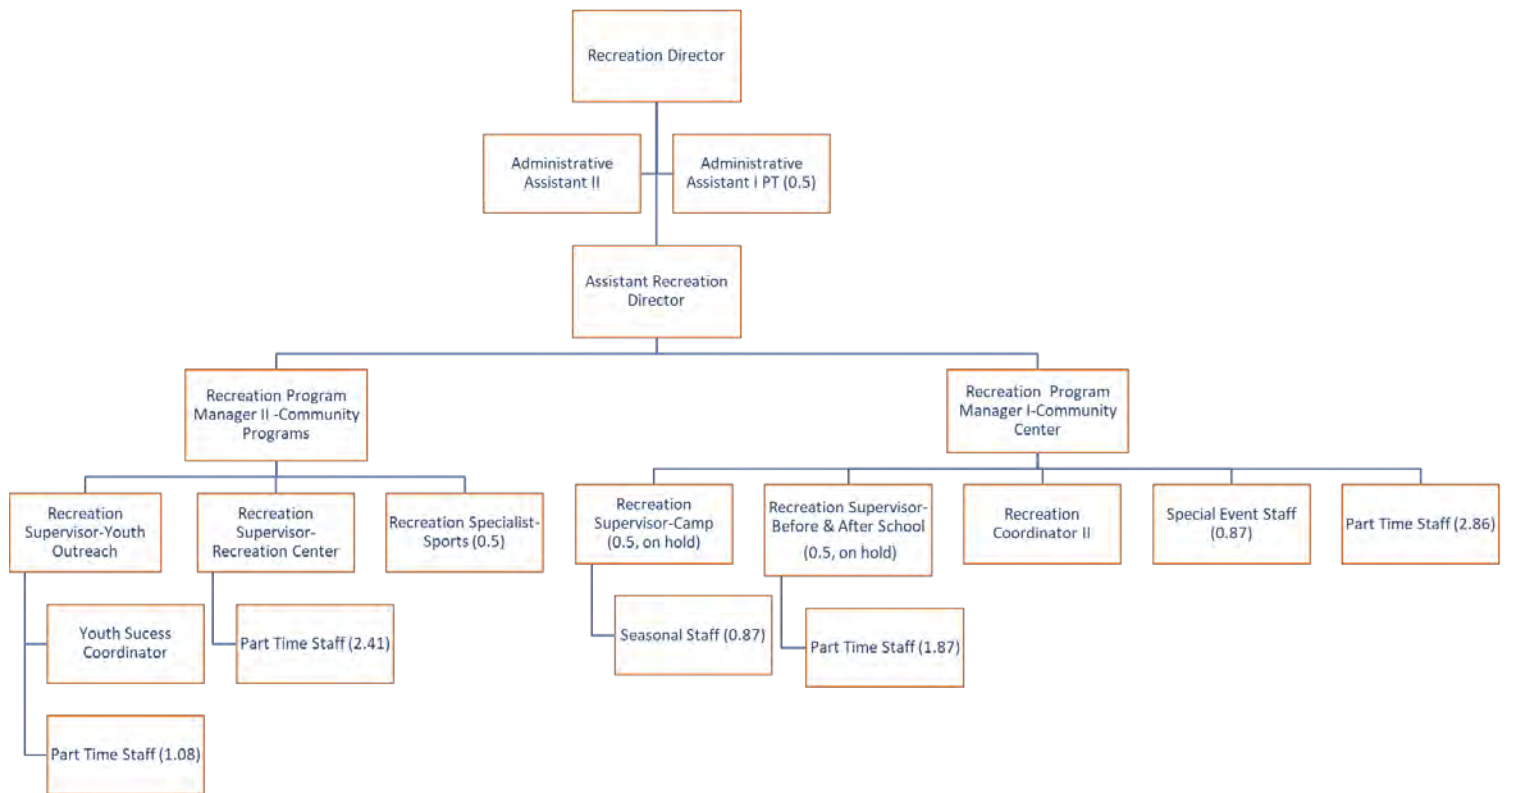 Recreation Director
Administrative
Assistant II
Administrative
Assistant I PT (0.5)
Assistant Recreation
Director
Recreation Program
Manager II -Community
Programs
Recreation  Program
Manager I-Community
Center
Recreation
Supervisor-Youth
Outreach
Recreation
Supervisor-
Recreation Center
Recreation Specialist-
Sports (0.5)
Recreation
Supervisor-Camp
(0.5, on hold)
Recreation Supervisor-
Before & After School
(0.5, on hold)
Recreation
Coordinator II
Special Event Staff
(0.87)
Part Time Staff (2.86)
Youth Sucess
Coordinator
Part Time Staff (2.41)
Seasonal Staff (0.87)
Part Time Staff (1.87)
Part Time Staff (1.08)